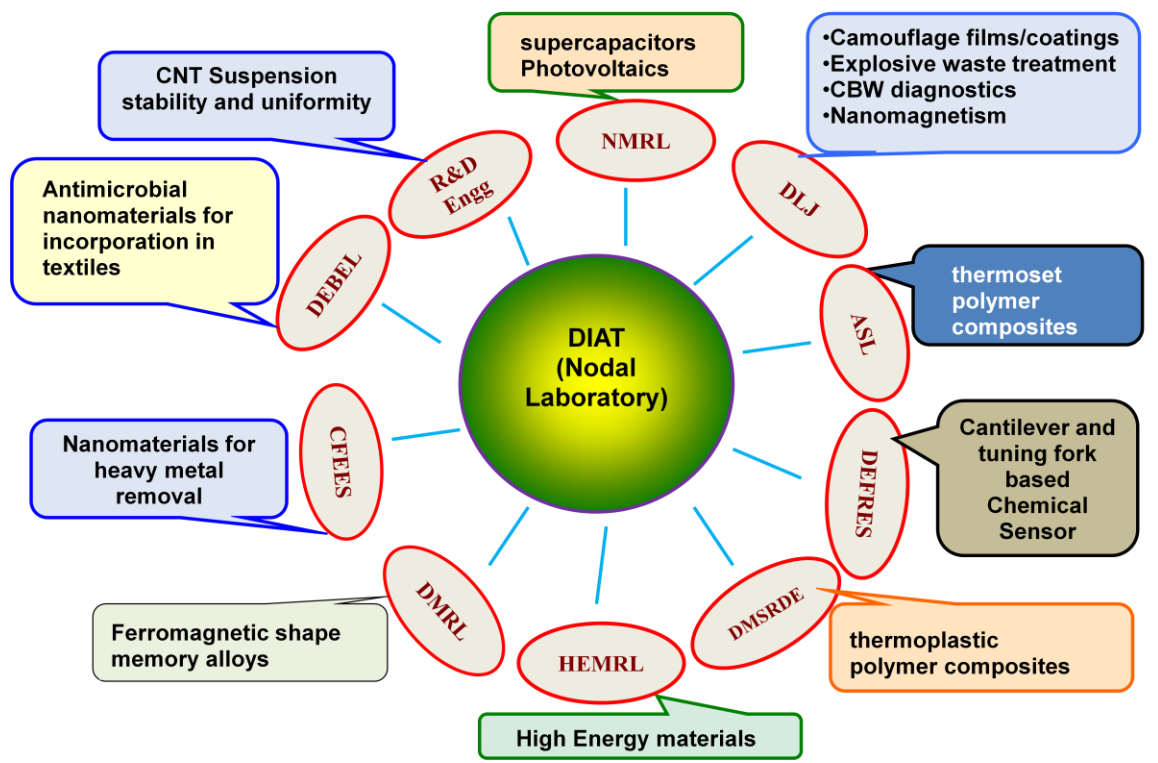 supercapacitors
Photovoltaics
•Camouflage films/coatings
•Explosive waste treatment
•CBW diagnostics
•Nanomagnetism
CNT Suspension
stability and uniformity
NMRL
R&D
Engg
DLJ
Antimicrobial
nanomaterials for
incorporation in
textiles
DEBEL
ASL
thermoset
polymer
composites
DIAT
(Nodal
Laboratory)
CFEES
Nanomaterials for
heavy metal
removal
DEFRES
Cantilever and
tuning fork
based
Chemical
Sensor
DMRL
Ferromagnetic shape
memory alloys
HEMRL
High Energy materials
DMSRDE
thermoplastic
polymer composites